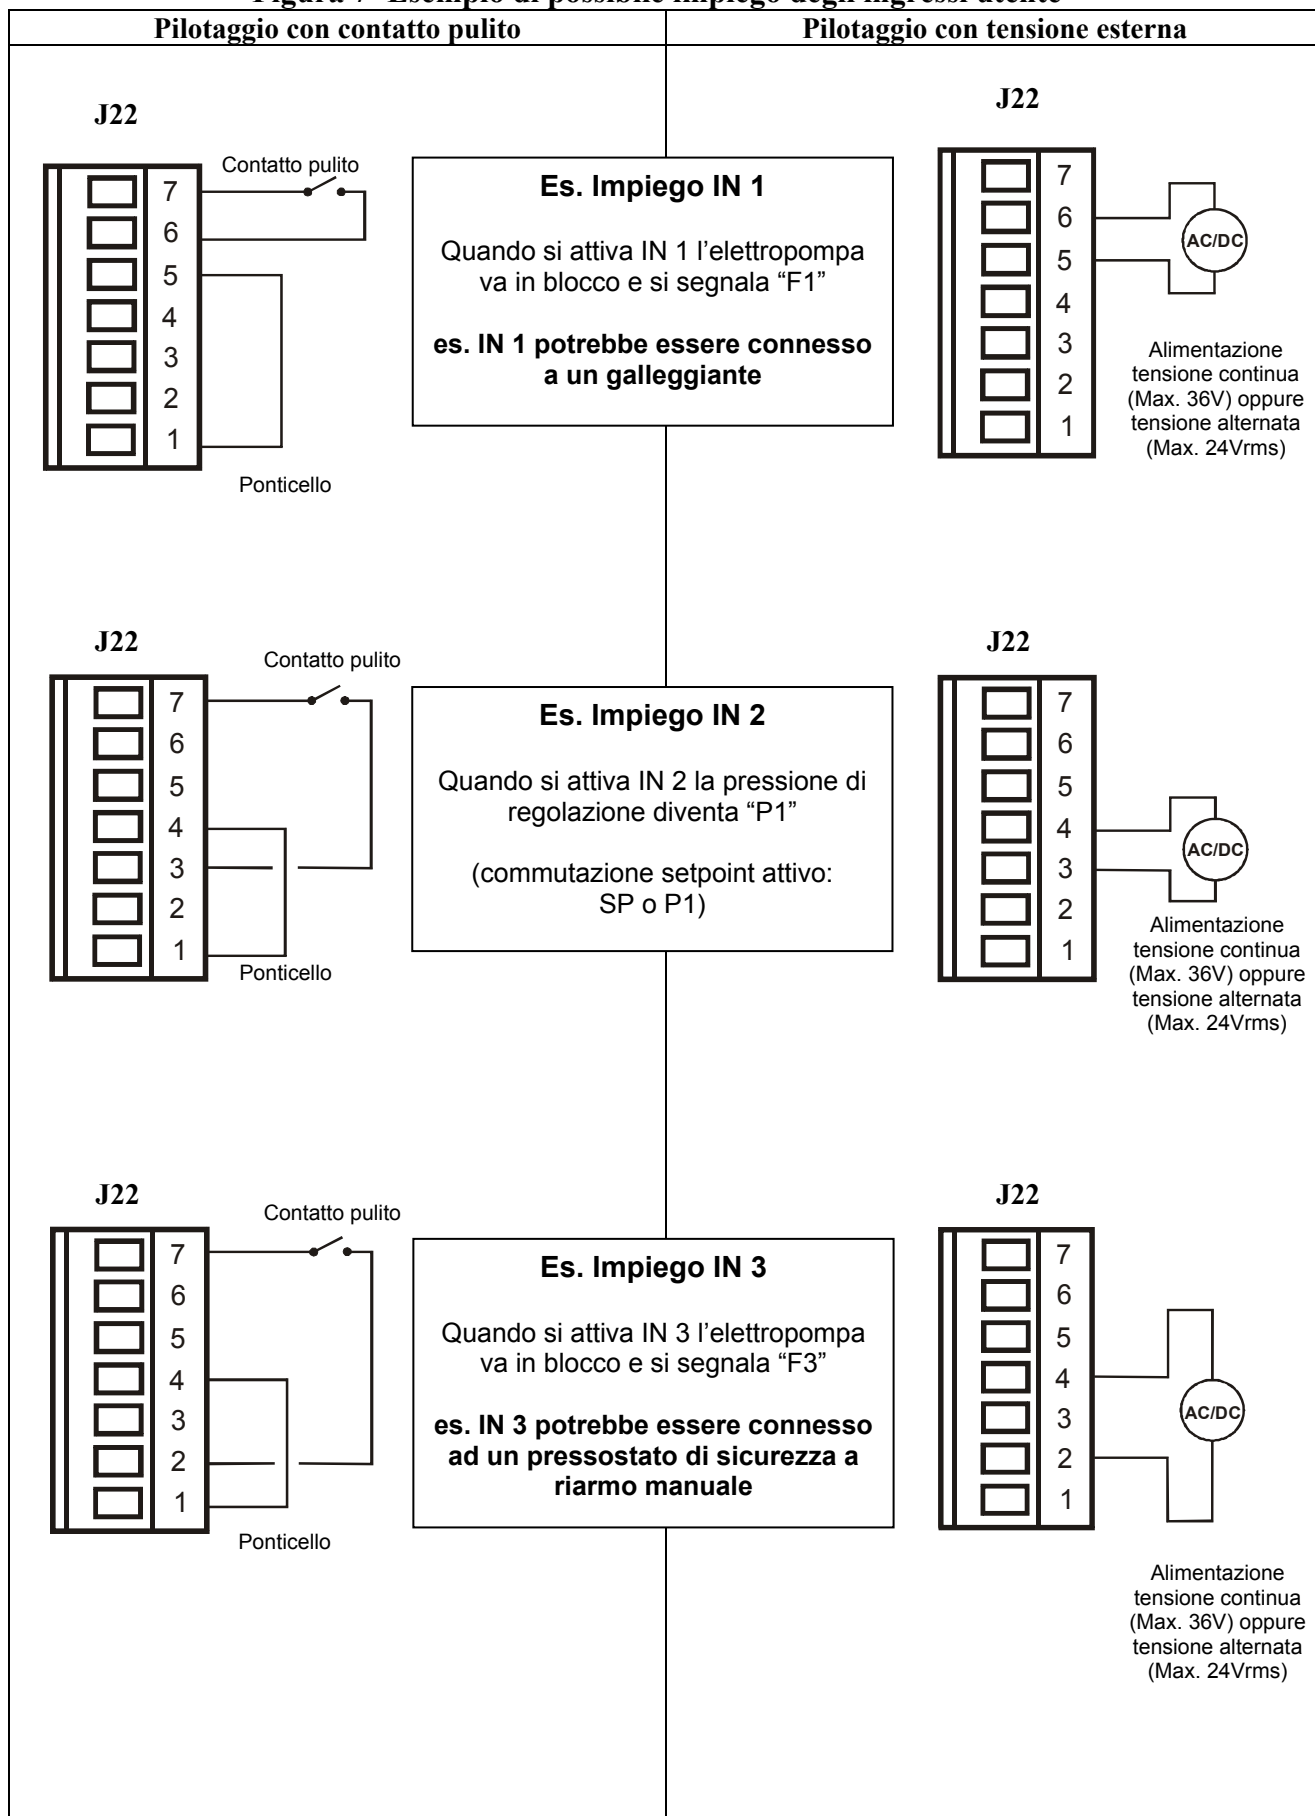 Figura 7 Esempio di possibile impiego degli ingressi utente
Pilotaggio con contatto pulito
Pilotaggio con tensione esterna
J22
Contatto pulito
7
6
5
4
3
2
1
Ponticello
Es. Impiego IN 1
Quando si attiva IN 1 l’elettropompa
va in blocco e si segnala “F1”
es. IN 1 potrebbe essere connesso
a un galleggiante
J22
7
6
5
4
3
2
1
AC/DC
Alimentazione
tensione continua
(Max. 36V) oppure
tensione alternata
(Max. 24Vrms)
J22
Contatto pulito
7
6
5
4
3
2
1
Ponticello
Es. Impiego IN 2
Quando si attiva IN 2 la pressione di
regolazione diventa “P1”
(commutazione setpoint attivo:
SP o P1)
J22
7
6
5
4
3
2
1
AC/DC
Alimentazione
tensione continua
(Max. 36V) oppure
tensione alternata
(Max. 24Vrms)
J22
Contatto pulito
7
6
5
4
3
2
1
Ponticello
Es. Impiego IN 3
Quando si attiva IN 3 l’elettropompa
va in blocco e si segnala “F3”
es. IN 3 potrebbe essere connesso
ad un pressostato di sicurezza a
riarmo manuale
J22
7
6
5
4
3
2
1
AC/DC
Alimentazione
tensione continua
(Max. 36V) oppure
tensione alternata
(Max. 24Vrms)